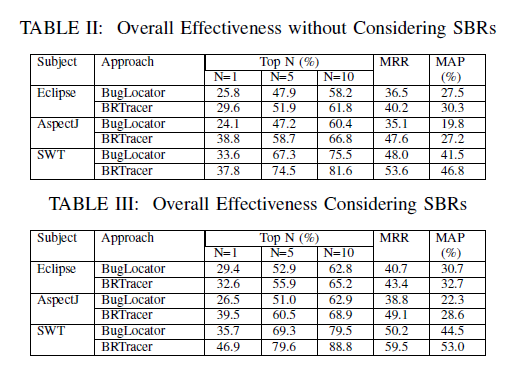 TABLE II: Overall Effectiveness without Considering SBRs
Subject Approach Top N (%) MRR MAP
N=1 N=5 N=10 (%)
Eclipse BugLocator 25.8 47.9 58.2 36.5 27.5
BRTracer 29.6 51.9 61.8 40.2 30.3
AspectJ BugLocator 24.1 47.2 60.4 35.1 19.8
BRTracer 38.8 58.7 66.8 47.6 27.2
SWT BugLocator 33.6 67.3 75.5 48.0 41.5
BRTracer 37.8 74.5 81.6 53.6 46.8
TABLE III: Overall Effectiveness Considering SBRs
Subject Approach Top N (%) MRR MAP
N=1 N=5 N=10 (%)
Eclipse BugLocator 29.4 52.9 62.8 40.7 30.7
BRTracer 32.6 55.9 65.2 43.4 32.7
AspectJ BugLocator 26.5 51.0 62.9 38.8 22.3
BRTracer 39.5 60.5 68.9 49.1 28.6
SWT BugLocator 35.7 69.3 79.5 50.2 44.5
BRTracer 46.9 79.6 88.8 59.5 53.0